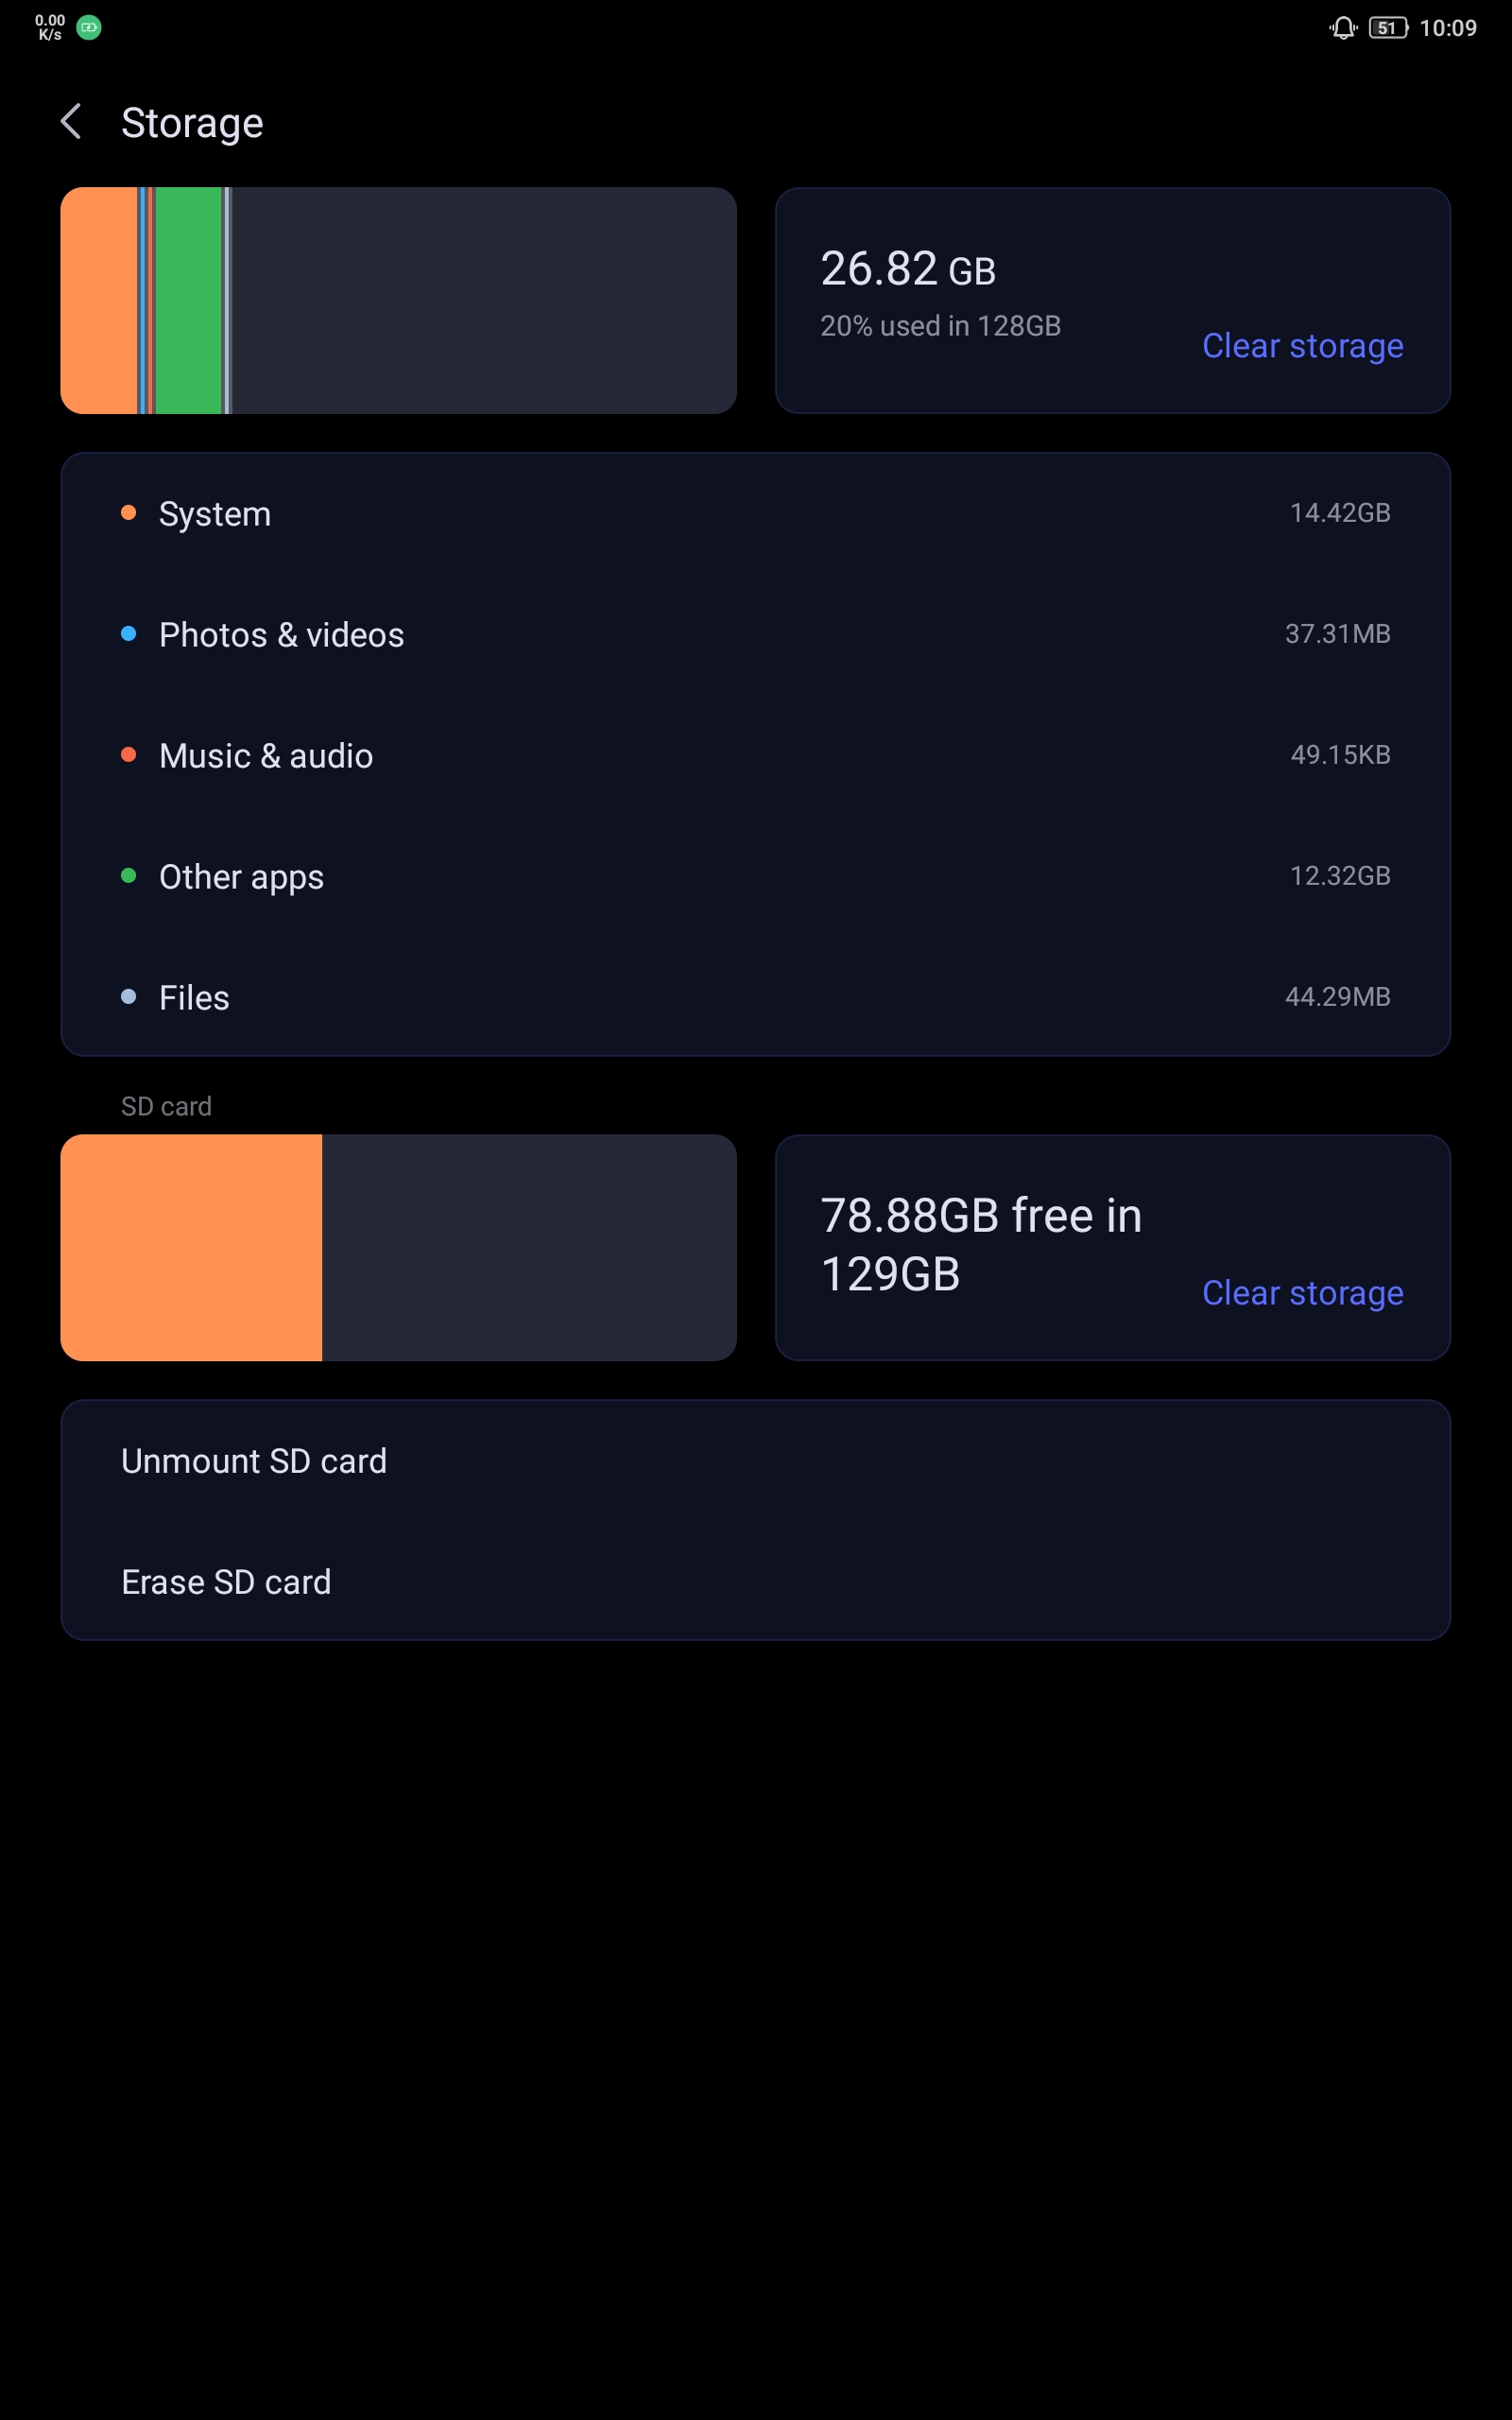 0.00
K/s
51 10:09
Storage
26.82 GB
20% used in 128GB
Clear storage
System 14.42GB
Photos & videos 37.31MB
Music & audio 49.15KB
Other apps 12.32GB
Files 44.29MB
SD card
78.88GB free in
129GB
Clear storage
Unmount SD card
Erase SD card